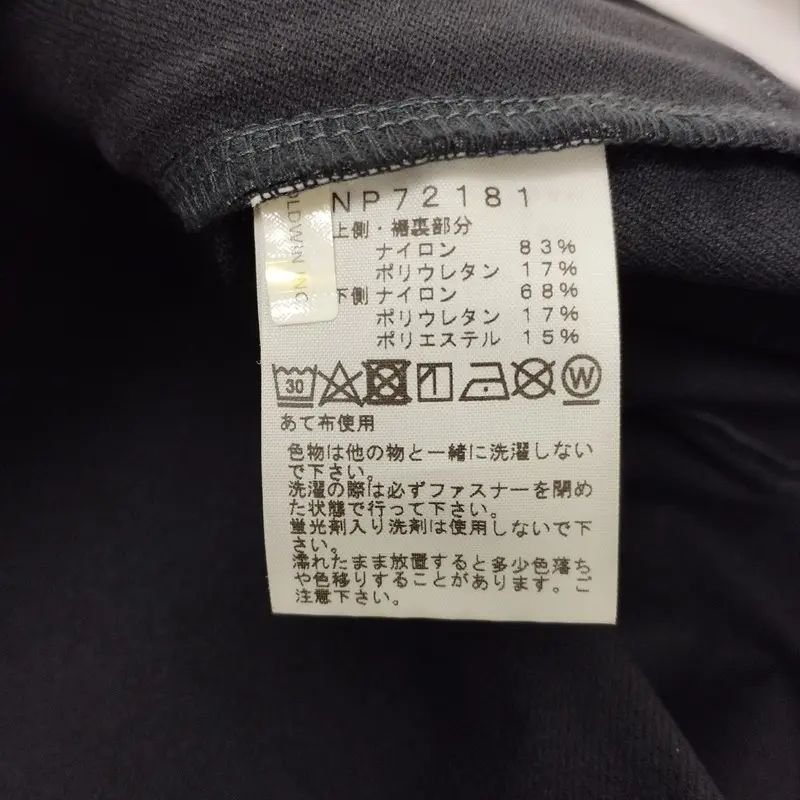 NP72181
OLDWIN INC
上側・裾裏部分
ナイロン 83%
ポリウレタン 17%
下側 ナイロン 68%
ポリウレタン 17%
ポリエステル 15%
30
W
あて布使用
色物は他の物と一緒に洗濯しない
で下さい。
洗濯の際は必ずファスナーを閉め
た状態で行って下さい。
蛍光剤入り洗剤は使用しないで下
さい。
濡れたまま放置すると多少色落ち
や色移りすることがあります。ご
注意下さい。